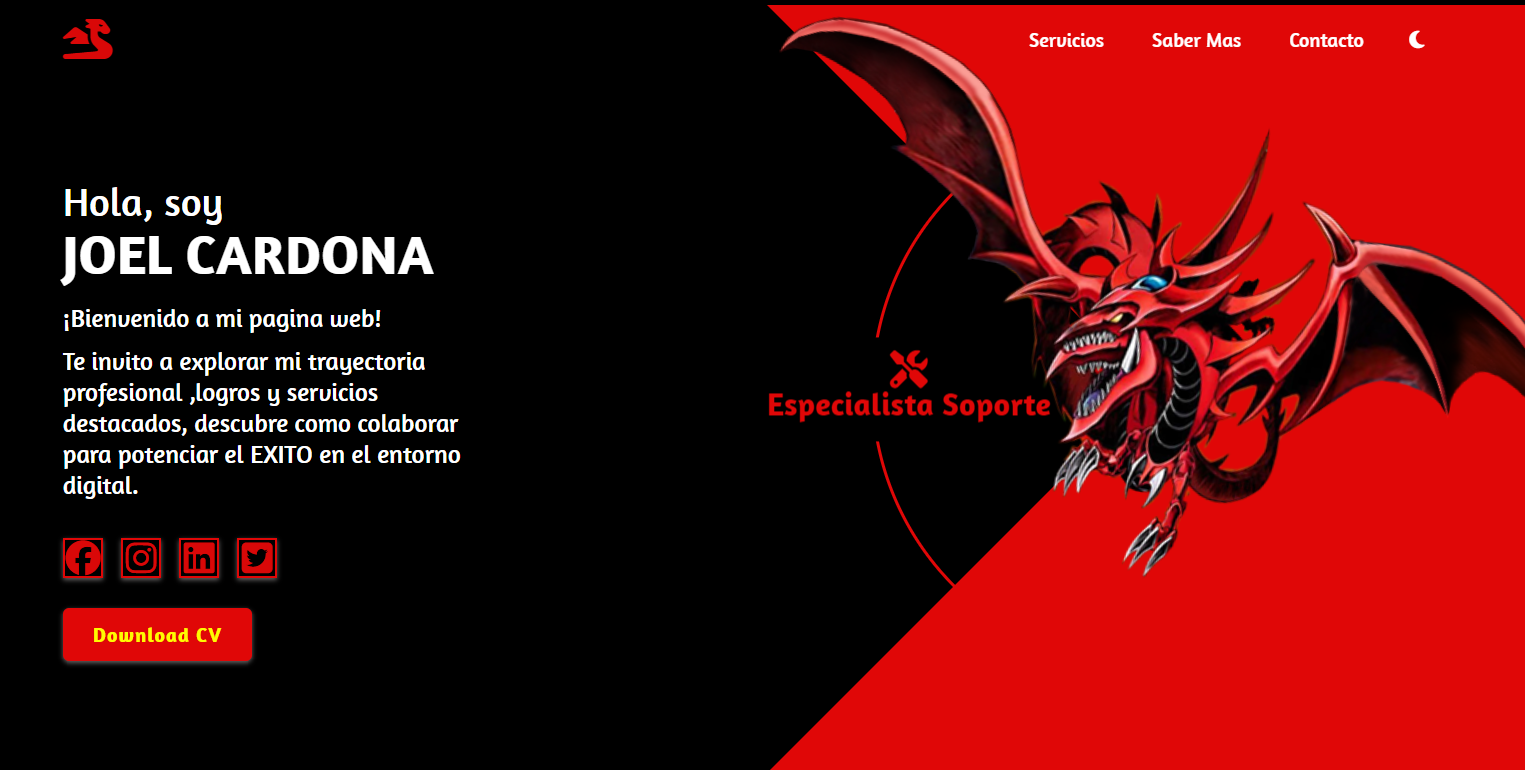 Servicios
Saber Mas
Contacto
Hola, soy
JOEL CARDONA
¡Bienvenido a mi pagina web!
Te invito a explorar mi trayectoria
profesional ,logros y servicios
destacados, descubre como colaborar
para potenciar el EXITO en el entorno
digital.
Download CV
Especialista Soporte